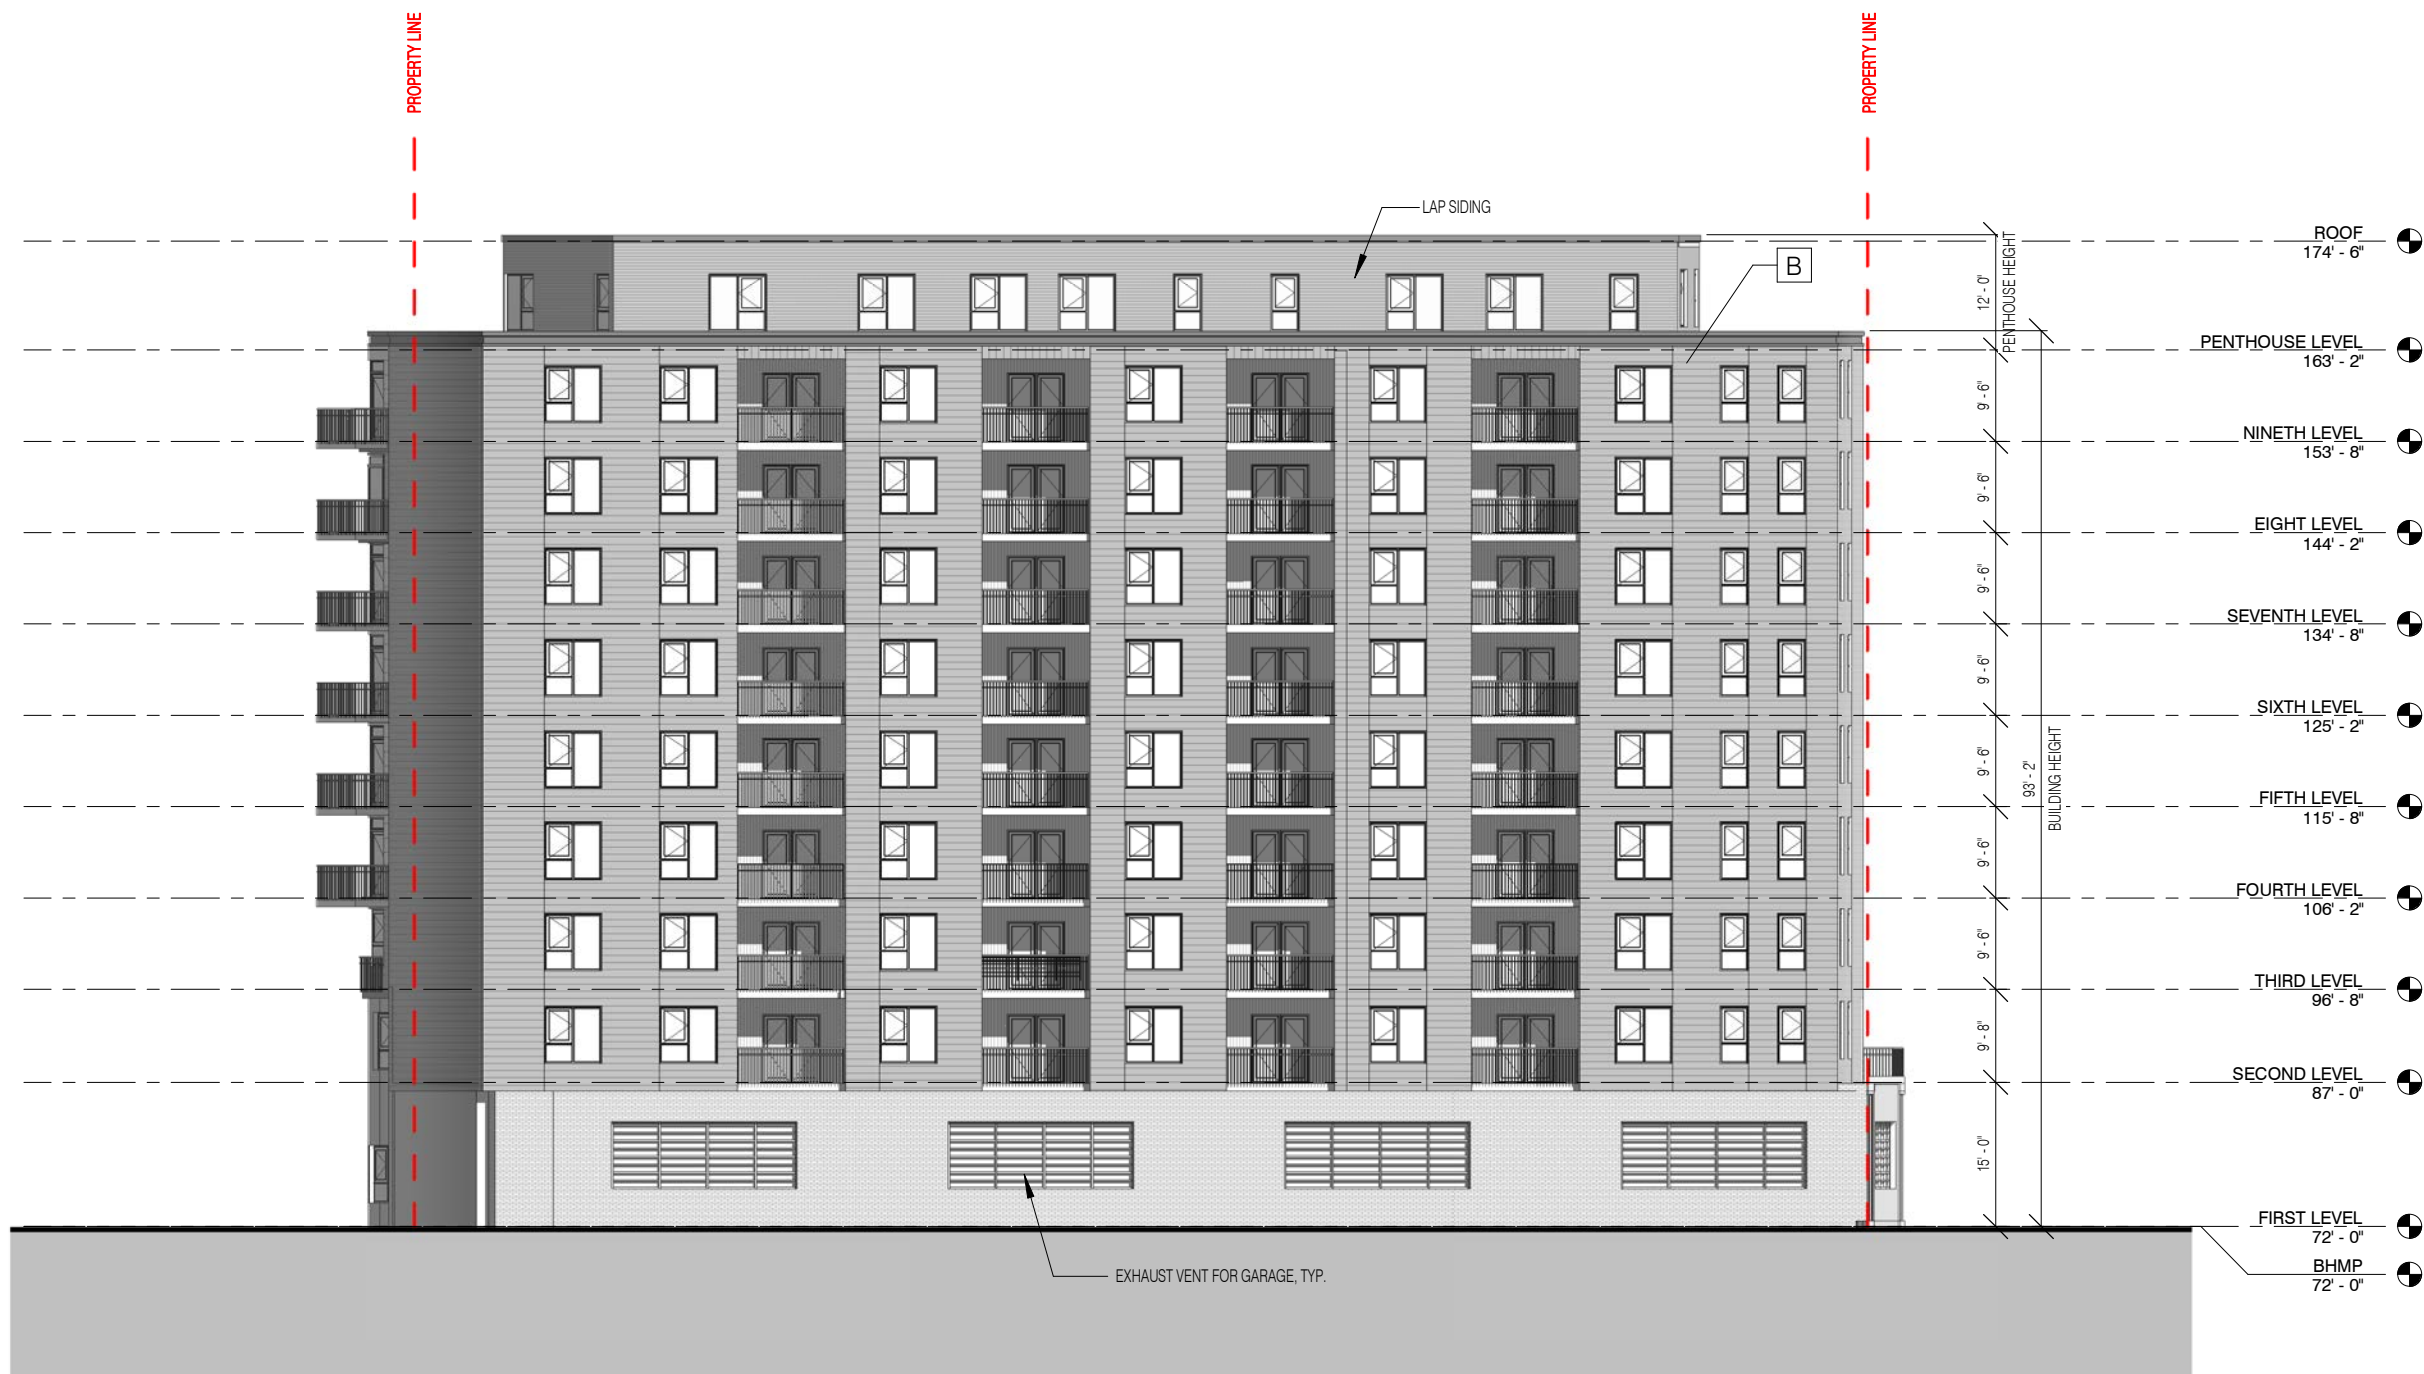 PROPERTY LINE
PROPERTY LINE
LAP SIDING
B
ROOF
174' - 6"
12' - 0"
PENTHOUSE HEIGHT
PENTHOUSE LEVEL
163' - 2"
9' - 6"
NINETH LEVEL
153' - 8"
9' - 6"
EIGHT LEVEL
144' - 2"
9' - 6"
SEVENTH LEVEL
134' - 8"
9' - 6"
SIXTH LEVEL
125' - 2"
9' - 6"
93' - 2"
BUILDING HEIGHT
FIFTH LEVEL
115' - 8"
9' - 6"
FOURTH LEVEL
106' - 2"
9' - 6"
THIRD LEVEL
96' - 8"
9' - 8"
SECOND LEVEL
87' - 0"
15' - 0"
FIRST LEVEL
72' - 0"
BHMP
72' - 0"
EXHAUST VENT FOR GARAGE, TYP.